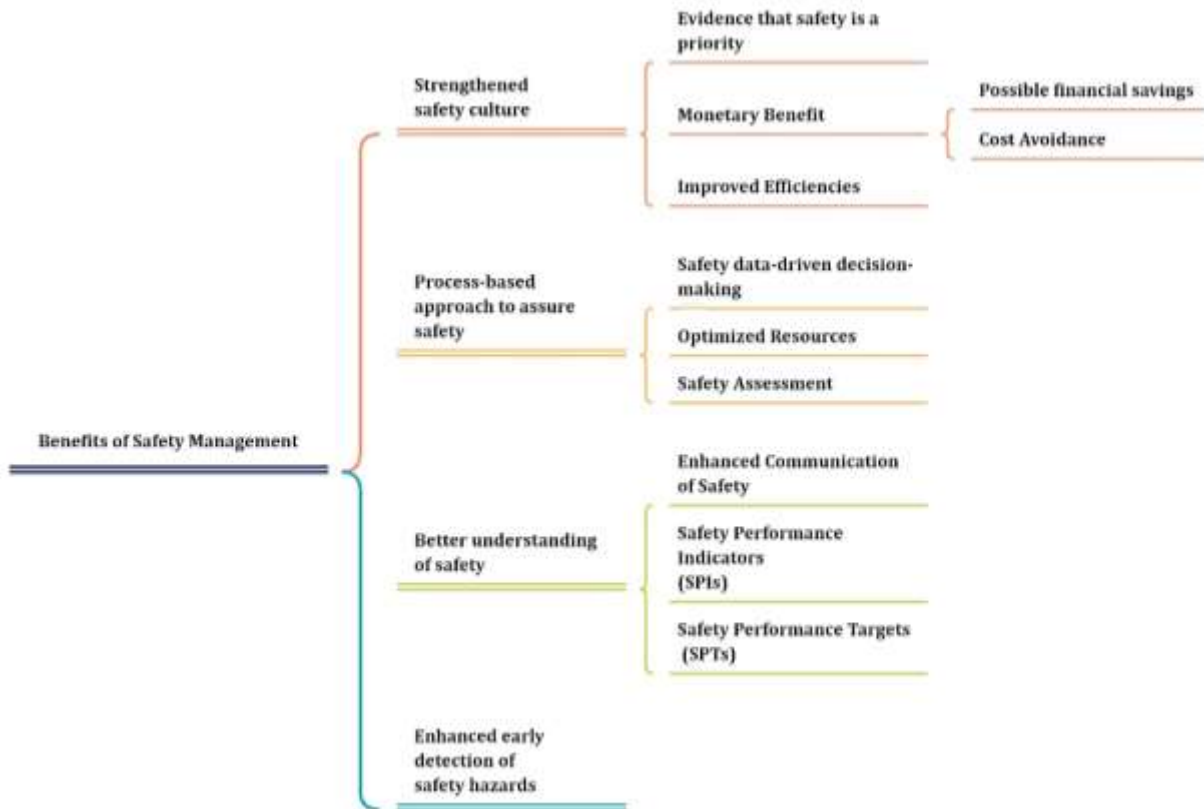 Evidence that safety is a
priority
Strengthened
safety culture
Possible financial savings
Monetary Benefit
Cost Avoidance
Improved Efficiencies
Safety data-driven decision-
making
Process-based
approach to assure
safety
Optimized Resources
Safety Assessment
Benefits of Safety Management
Enhanced Communication
of Safety
Better understanding
of safety
Safety Performance
Indicators
(SPIs)
Safety Performance Targets
(SPTs)
Enhanced early
detection of
safety hazards